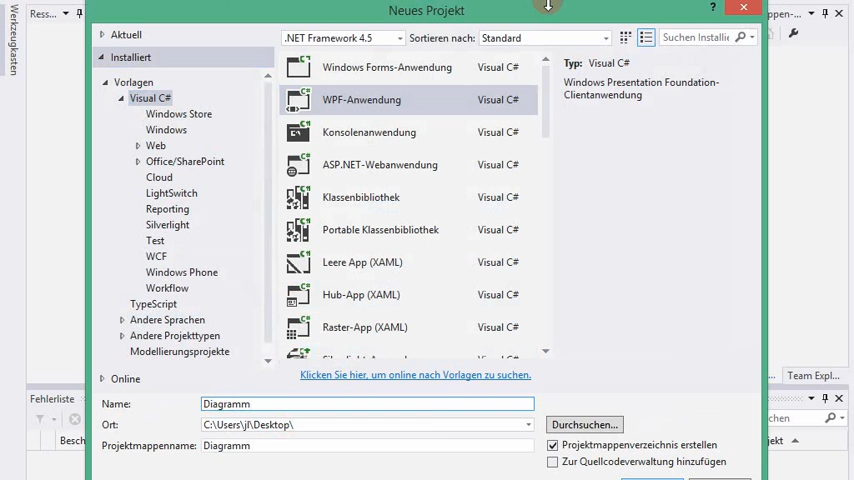 Neues Projekt
?
Ress...
Werkzeugkasten
Aktuell
.NET Framework 4.5
Sortieren nach:
Standard
Suchen Installie
Installiert
Vorlagen
Visual C#
Windows Store
Windows
Web
Office/SharePoint
Cloud
LightSwitch
Reporting
Silverlight
Test
WCF
Windows Phone
Workflow
TypeScript
Andere Sprachen
Andere Projekttypen
Modellierungsprojekte
Online
Windows Forms-Anwendung Visual C#
WPF-Anwendung Visual C#
Konsolenanwendung Visual C#
ASP.NET-Webanwendung Visual C#
Klassenbibliothek Visual C#
Portable Klassenbibliothek Visual C#
Leere App (XAML) Visual C#
Hub-App (XAML) Visual C#
Raster-App (XAML) Visual C#
Typ: Visual C#
Windows Presentation Foundation-
Clientanwendung
Klicken Sie hier, um online nach Vorlagen zu suchen.
Team Expl...
Fehlerliste
Besch
Name: Diagramm
Ort: C:\Users\jl\Desktop\
Durchsuchen...
Projektmappenname: Diagramm
Projektmappenverzeichnis erstellen
Zur Quellcodeverwaltung hinzufügen